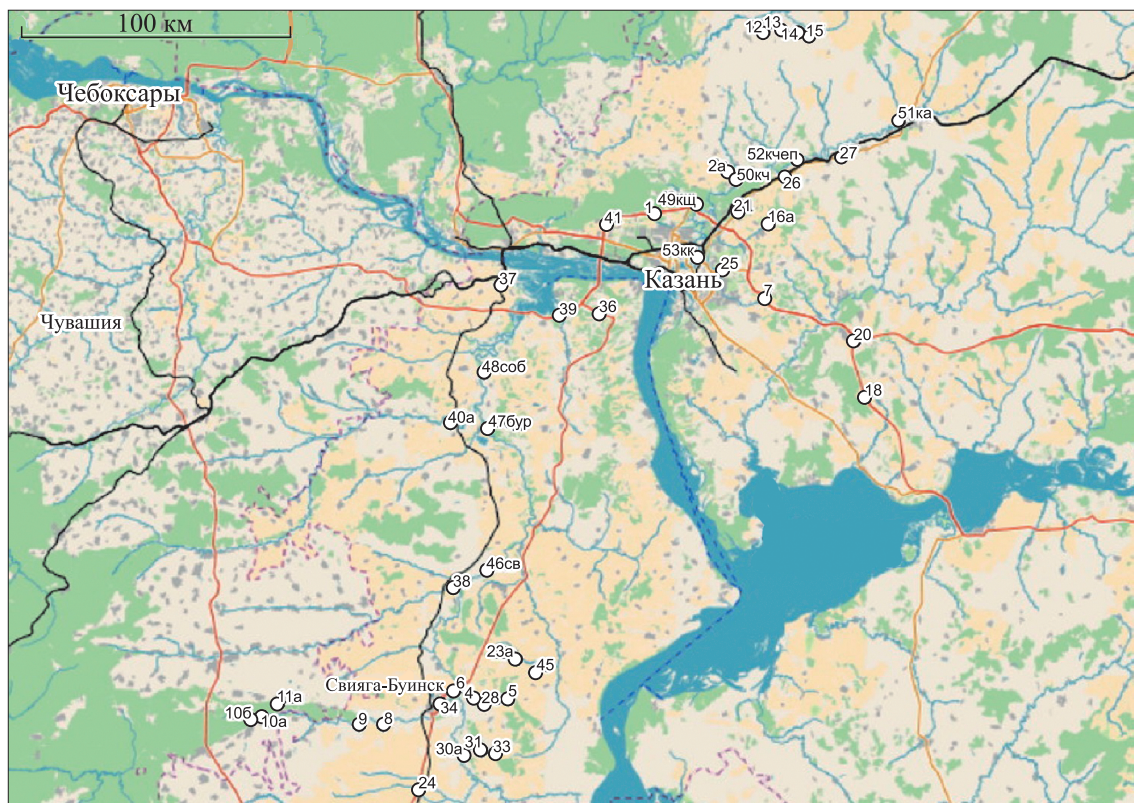 100 км
12 13 14 15
Чебоксары
51ка
2а 50кч 52кчеп 26 27
41 1 49кщ 21 16а
53кк
Казань 25
37 7
39 36
Чувашия
20
48соб
18
40а 47бур
46св
38
23а 45
Свияга-Буинск 6
34 4 28 5
11а
10б 10а 9 8
30а 31 33
24